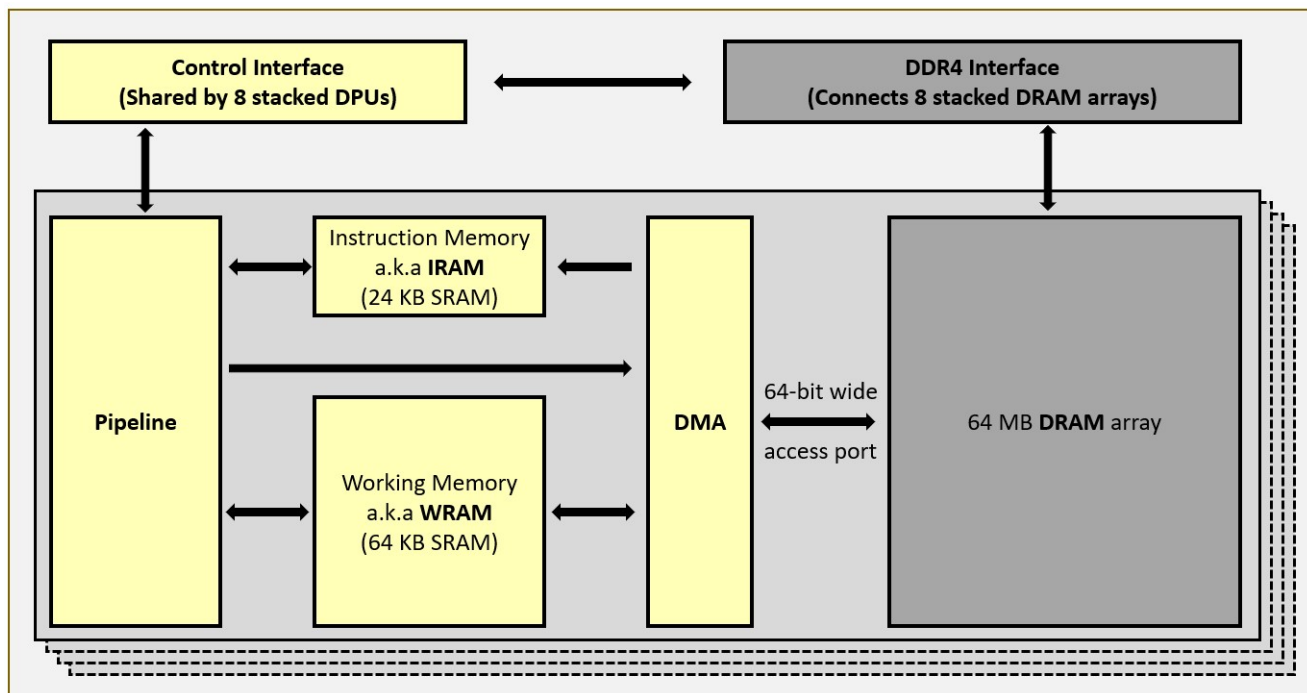 Control Interface
(Shared by 8 stacked DPUs)
DDR4 Interface
(Connects 8 stacked DRAM arrays)
Pipeline
Instruction Memory
a.k.a IRAM
(24 KB SRAM)
Working Memory
a.k.a WRAM
(64 KB SRAM)
DMA
64-bit wide
access port
64 MB DRAM array